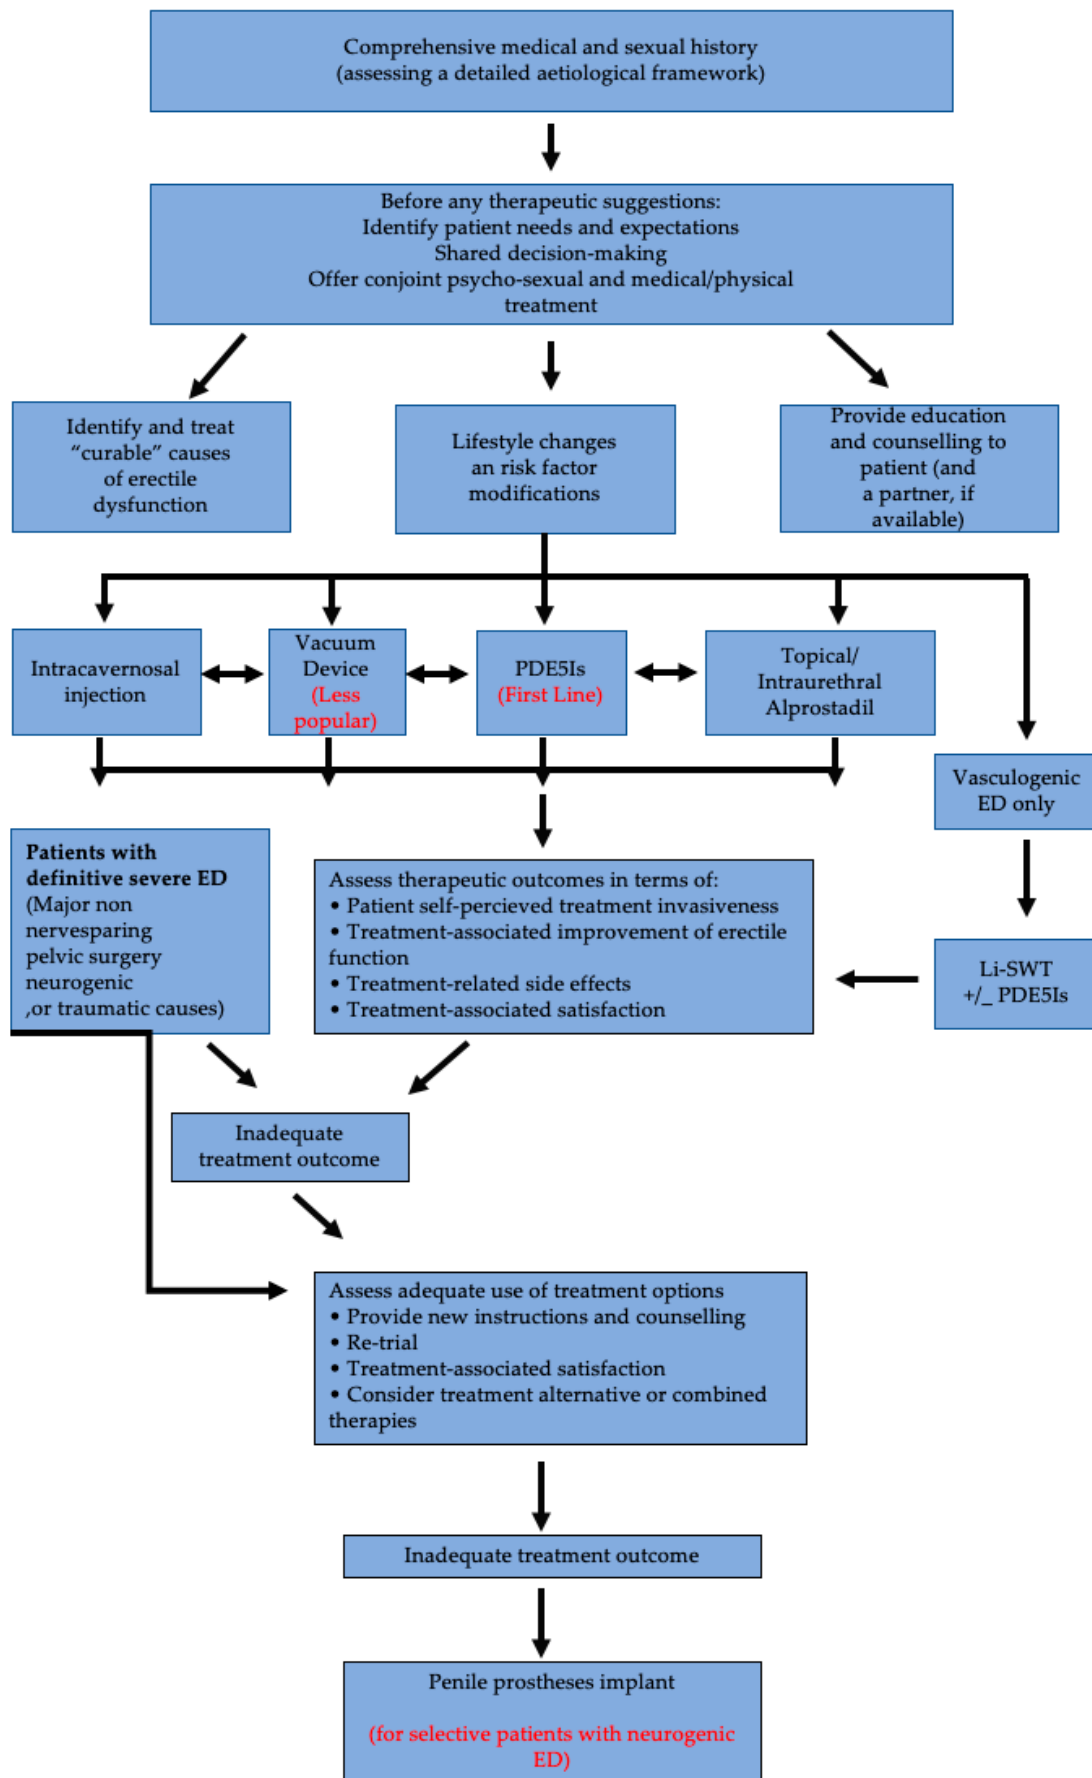 Comprehensive medical and sexual history
(assessing a detailed aetiological framework)
Before any therapeutic suggestions:
Identify patient needs and expectations
Shared decision-making
Offer conjoint psycho-sexual and medical/physical
treatment
Identify and treat
“curable” causes
of erectile
dysfunction
Lifestyle changes
an risk factor
modifications
Provide education
and counselling to
patient (and
a partner, if
available)
Intracavernosal
injection
Vacuum
Device
(Less
popular)
PDE5Is
(First Line)
Topical/
Intraurethral
Alprostadil
Vasculogenic
ED only
Patients with
definitive severe ED
(Major non
nervesparing
pelvic surgery
neurogenic
,or traumatic causes)
Assess therapeutic outcomes in terms of:
• Patient self-percieved treatment invasiveness
• Treatment-associated improvement of erectile
function
• Treatment-related side effects
• Treatment-associated satisfaction
Li-SWT
+/_ PDE5Is
Inadequate
treatment outcome
Assess adequate use of treatment options
• Provide new instructions and counselling
• Re-trial
• Treatment-associated satisfaction
• Consider treatment alternative or combined
therapies
Inadequate treatment outcome
Penile prostheses implant
(for selective patients with neurogenic
ED)